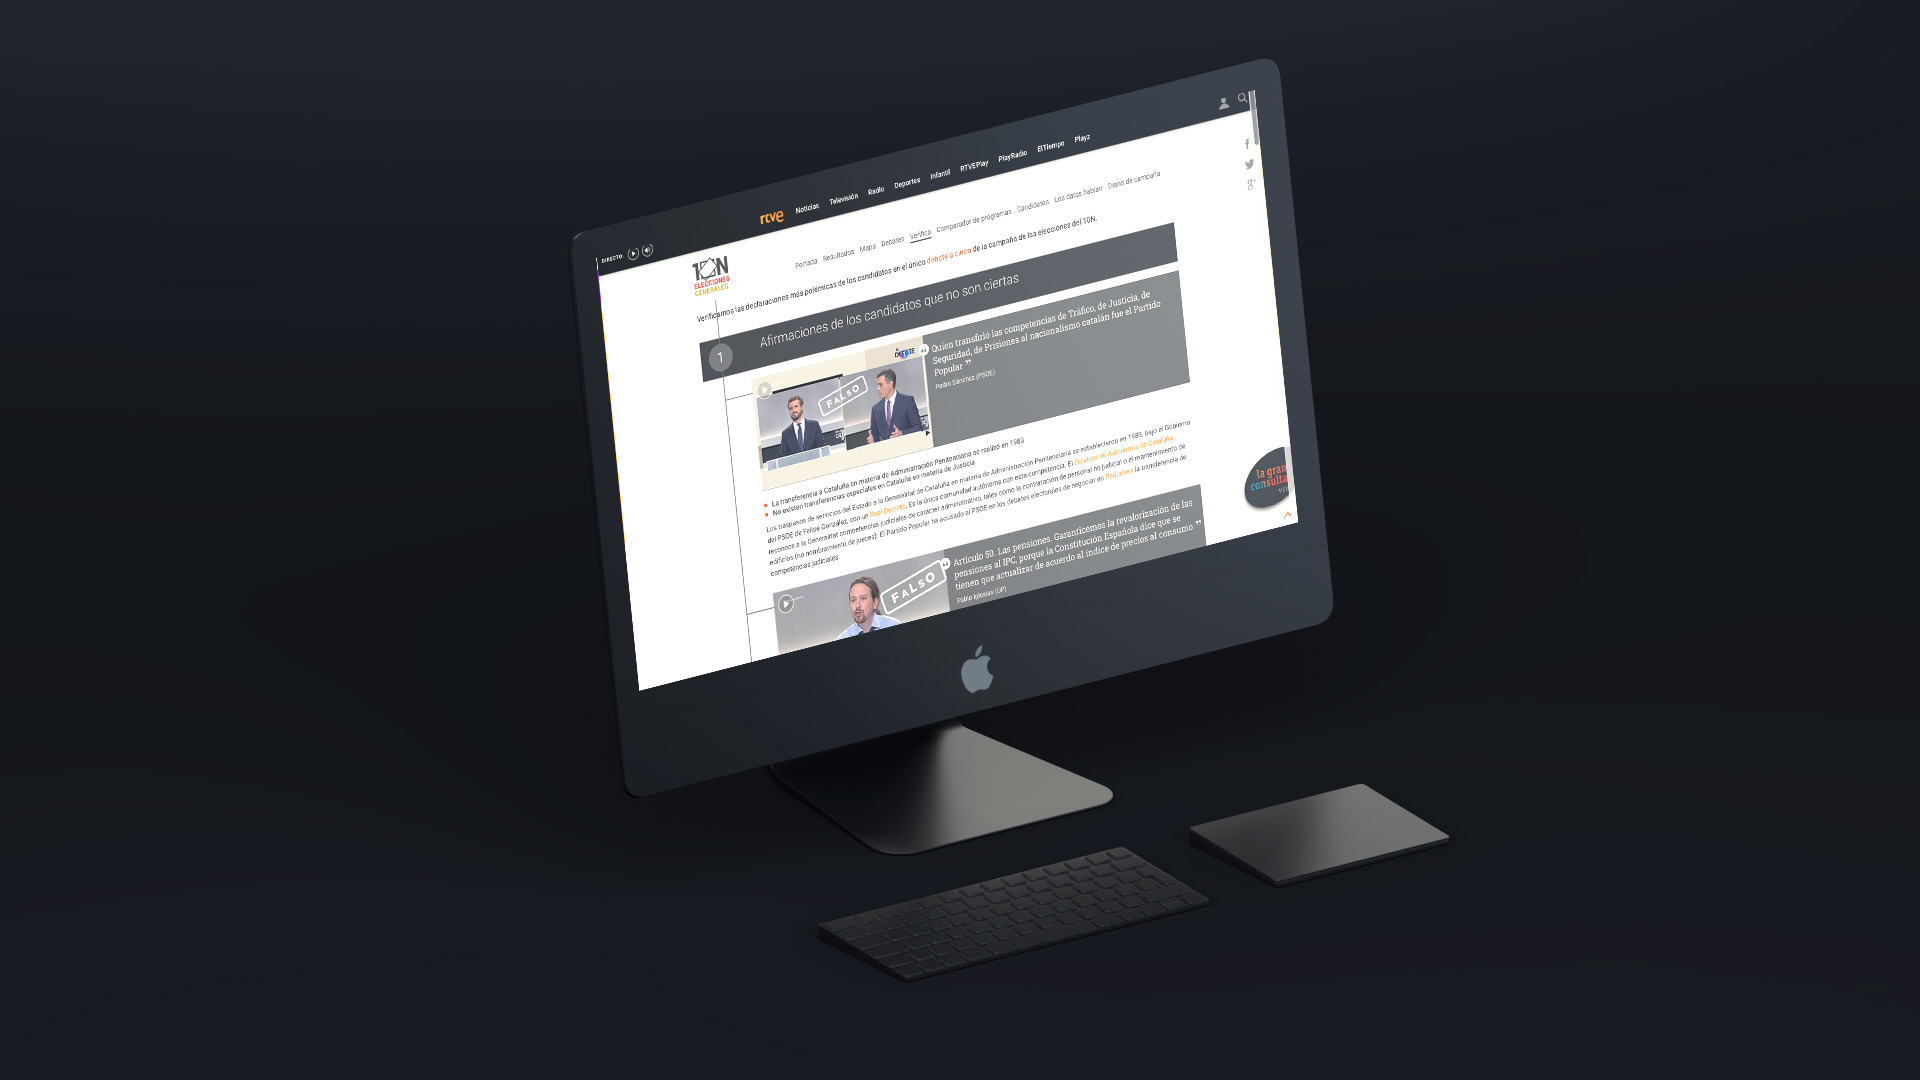 DIRECTO
rtve
Noticias Televisión Radio Deportes Infantil RTVEPlay PlayRadio ElTiempo Playz
10N
ELECCIONES
GENERALES
Portada Resultados Mapa Debates Verifica Comparador de programas Candidatos Los datos hablan Diario de campaña
Verificamos las declaraciones más polémicas de los candidatos en el único debate a cinco de la campaña de las elecciones del 10N.
1
Afirmaciones de los candidatos que no son ciertas
DEBATE
FALSO
“ Quien transfirió las competencias de Tráfico, de Justicia, de
Seguridad, de Prisiones al nacionalismo catalán fue el Partido
Popular ”
Pedro Sánchez (PSOE)
La transferencia a Cataluña en materia de Administración Penitenciaria se realizó en 1983
No existen transferencias especiales en Cataluña en materia de Justicia
Los traspasos de servicios del Estado a la Generalitat de Cataluña en materia de Administración Penitenciaria se establecieron en 1983, bajo el Gobierno
del PSOE de Felipe González, con un Real Decreto. Es la única comunidad autónoma con esta competencia. El Estatuto de Autonomía de Cataluña
reconoce a la Generalitat competencias judiciales de carácter administrativo, tales como la contratación de personal no judicial o el mantenimiento de
edificios (no nombramiento de jueces). El Partido Popular ha acusado al PSOE en los debates electorales de negociar en Pedralbes la transferencia de
competencias judiciales.
FALSO
“ Artículo 50. Las pensiones. Garanticemos la revalorización de las
pensiones al IPC, porque la Constitución Española dice que se
tienen que actualizar de acuerdo al índice de precios al consumo ”
Pablo Iglesias (UP)
la gran
consulta